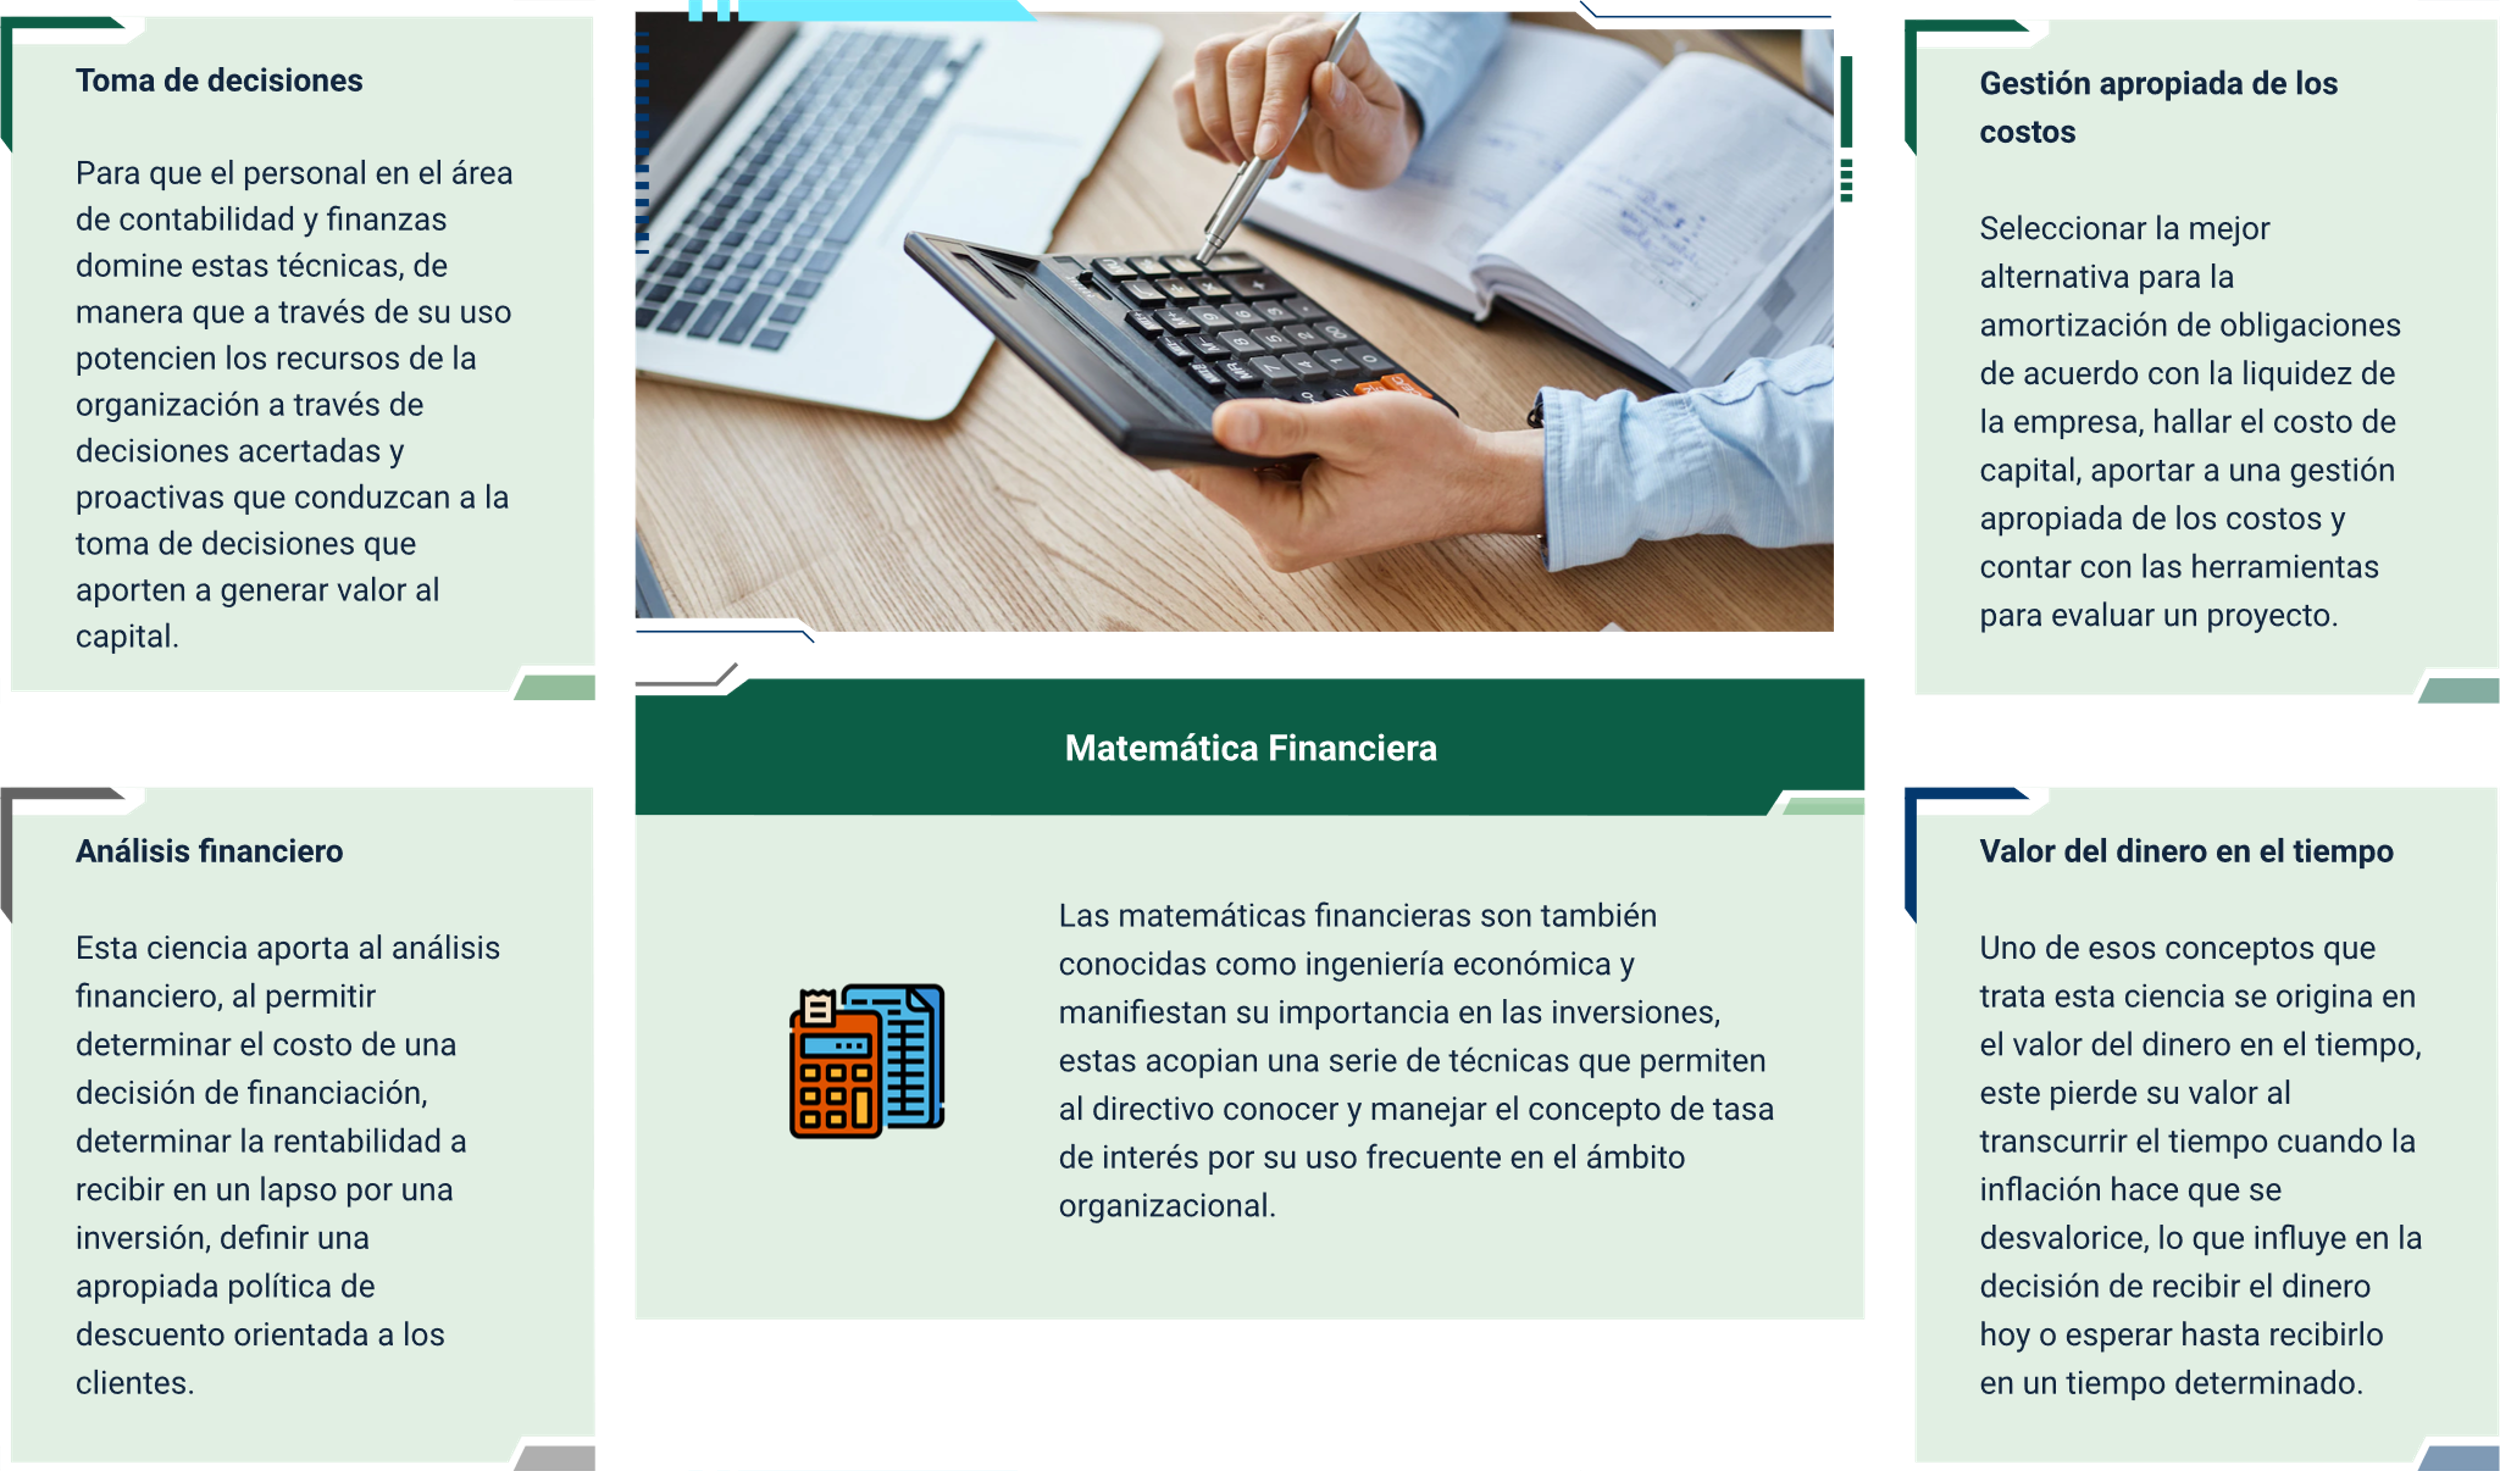 Toma de decisiones
Para que el personal en el área
de contabilidad y finanzas
domine estas técnicas, de
manera que a través de su uso
potencien los recursos de la
organización a través de
decisiones acertadas y
proactivas que conduzcan a la
toma de decisiones que
aporten a generar valor al
capital.
Gestión apropiada de los
costos
Seleccionar la mejor
alternativa para la
amortización de obligaciones
de acuerdo con la liquidez de
la empresa, hallar el costo de
capital, aportar a una gestión
apropiada de los costos y
contar con las herramientas
para evaluar un proyecto.
Matemática Financiera
Las matemáticas financieras son también
conocidas como ingeniería económica y
manifiestan su importancia en las inversiones,
estas acopian una serie de técnicas que permiten
al directivo conocer y manejar el concepto de tasa
de interés por su uso frecuente en el ámbito
organizacional.
Análisis financiero
Esta ciencia aporta al análisis
financiero, al permitir
determinar el costo de una
decisión de financiación,
determinar la rentabilidad a
recibir en un lapso por una
inversión, definir una
apropiada política de
descuento orientada a los
clientes.
Valor del dinero en el tiempo
Uno de esos conceptos que
trata esta ciencia se origina en
el valor del dinero en el tiempo,
este pierde su valor al
transcurrir el tiempo cuando la
inflación hace que se
desvalorice, lo que influye en la
decisión de recibir el dinero
hoy o esperar hasta recibirlo
en un tiempo determinado.